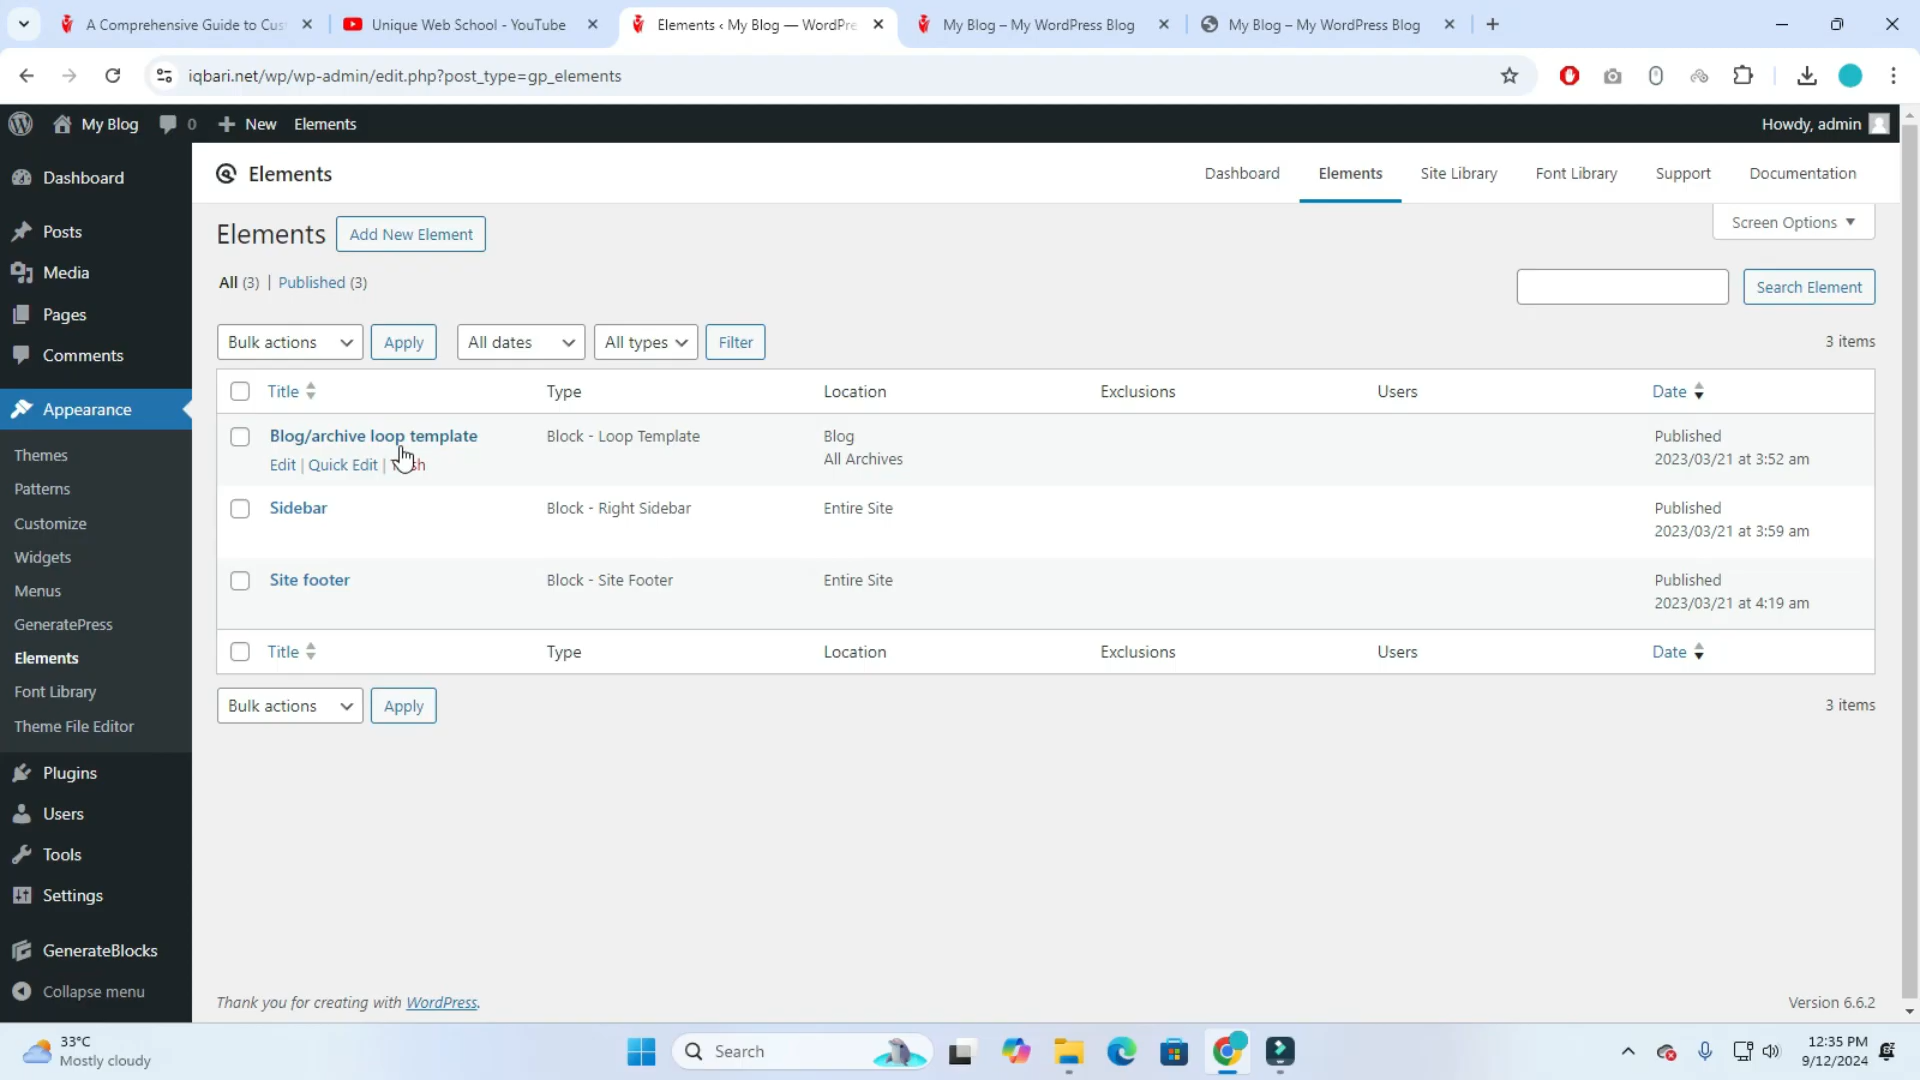 A Comprehensive Guide to Cus
Unique Web School - YouTube
Elements ‹ My Blog — WordPre
My Blog – My WordPress Blog
My Blog – My WordPress Blog
iqbari.net/wp/wp-admin/edit.php?post_type=gp_elements
My Blog
0
New
Elements
Howdy, admin
Dashboard
Posts
Media
Pages
Comments
Appearance
Themes
Patterns
Customize
Widgets
Menus
GeneratePress
Elements
Font Library
Theme File Editor
Plugins
Users
Tools
Settings
GenerateBlocks
Collapse menu
Elements
Dashboard
Elements
Site Library
Font Library
Support
Documentation
Elements
Add New Element
Screen Options
All (3) | Published (3)
Search Element
Bulk actions
Apply
All dates
All types
Filter
3 items
Title
Type
Location
Exclusions
Users
Date
Blog/archive loop template
Edit | Quick Edit |
Block - Loop Template
Blog
All Archives
Published
2023/03/21 at 3:52 am
Sidebar
Block - Right Sidebar
Entire Site
Published
2023/03/21 at 3:59 am
Site footer
Block - Site Footer
Entire Site
Published
2023/03/21 at 4:19 am
Title
Type
Location
Exclusions
Users
Date
Bulk actions
Apply
3 items
Thank you for creating with WordPress.
Version 6.6.2
33°C
Mostly cloudy
Search
12:35 PM
9/12/2024